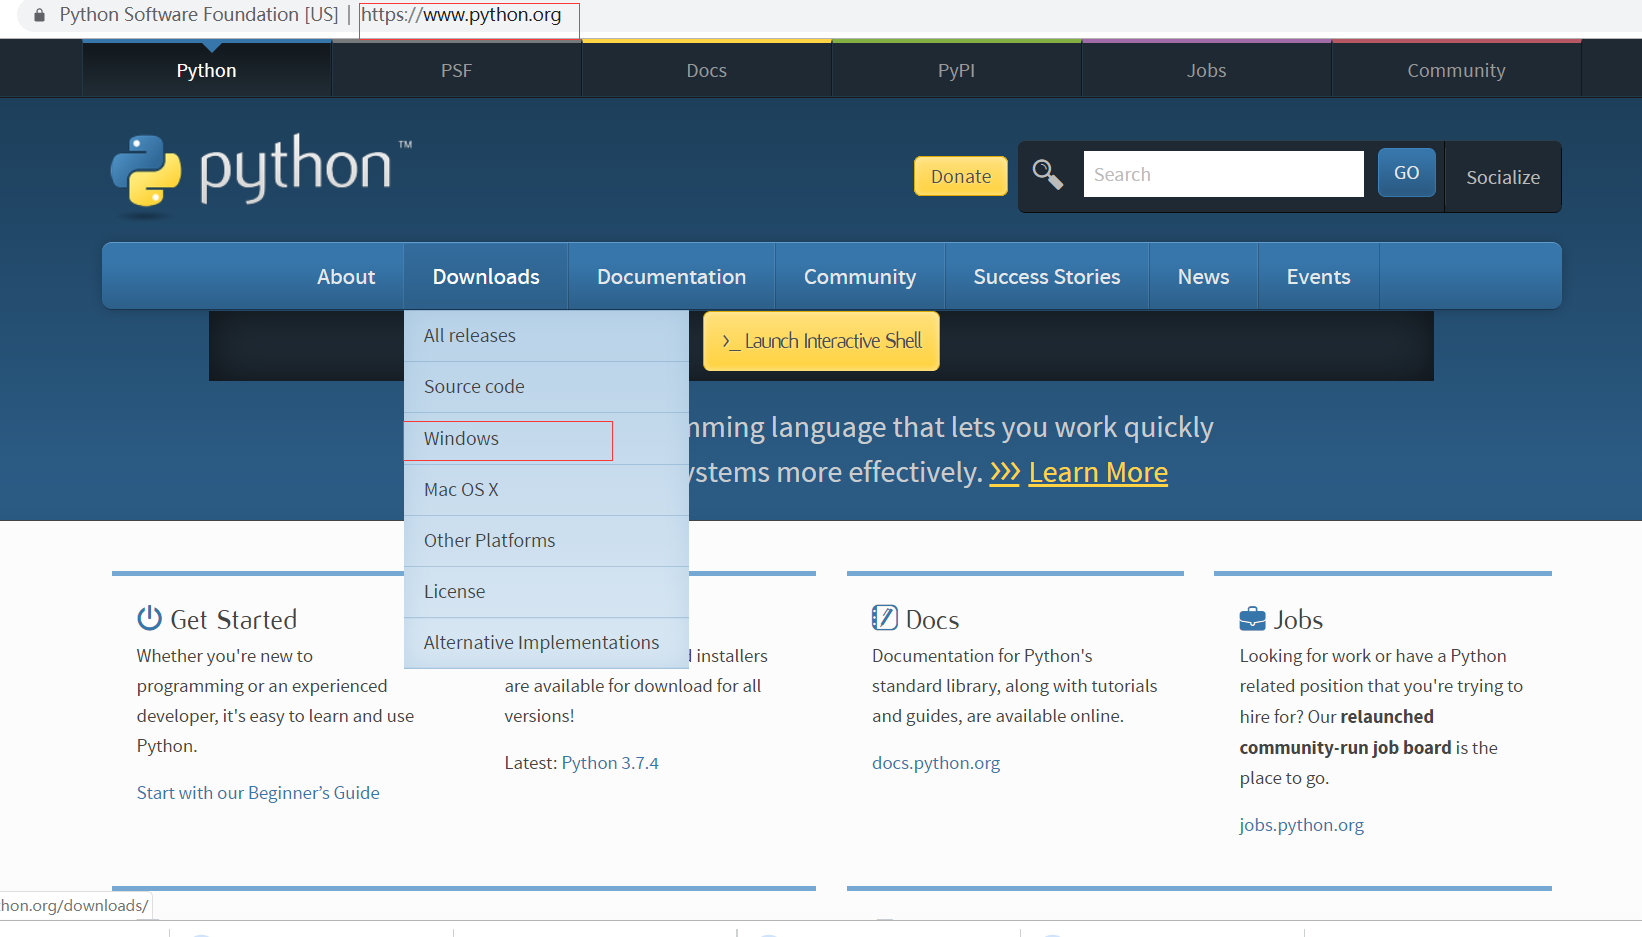 Python Software Foundation [US] | https://www.python.org
Python
PSF
Docs
PyPI
Jobs
Community
python™
Donate
Search
GO
Socialize
About
Downloads
Documentation
Community
Success Stories
News
Events
All releases
Source code
Windows
Mac OS X
Other Platforms
License
Alternative Implementations
>_ Launch Interactive Shell
language that lets you work quickly
more effectively. >>> Learn More
Get Started
Whether you're new to
programming or an experienced
developer, it's easy to learn and use
Python.
Start with our Beginner’s Guide
installers
are available for download for all
versions!
Latest: Python 3.7.4
Docs
Documentation for Python's
standard library, along with tutorials
and guides, are available online.
docs.python.org
Jobs
Looking for work or have a Python
related position that you're trying to
hire for? Our relaunched
community-run job board is the
place to go.
jobs.python.org
hon.org/downloads/